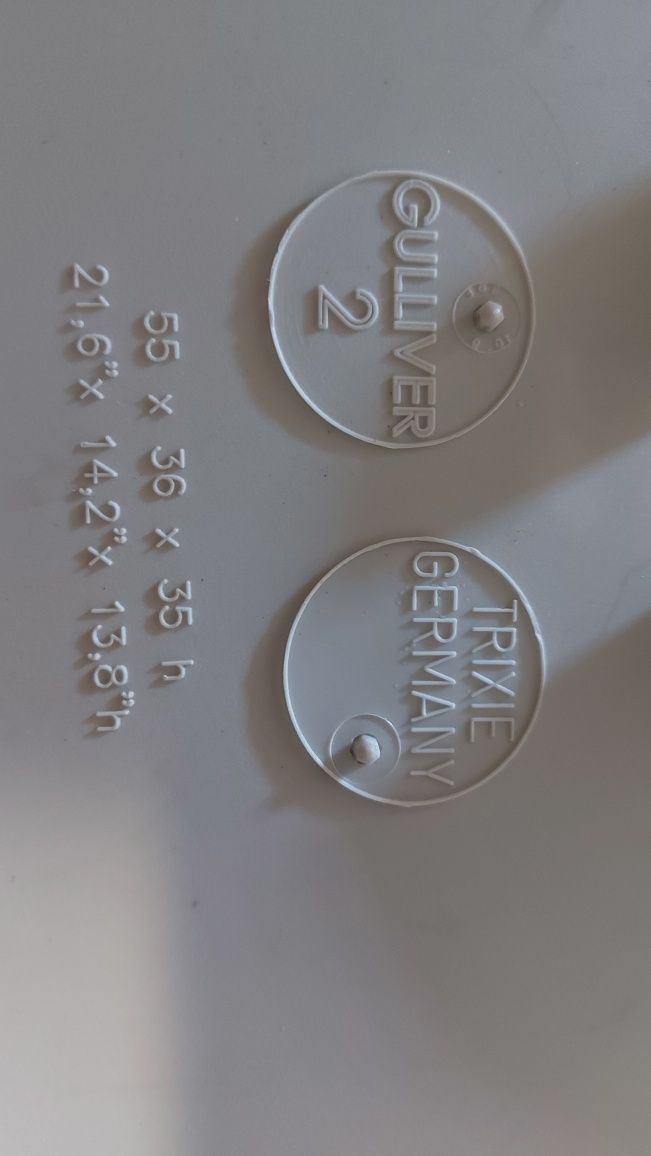 GULLIVER
2
TRIXIE
GERMANY
55 x 36 x 35 h
21,6"x 14,2"x 13,8"h